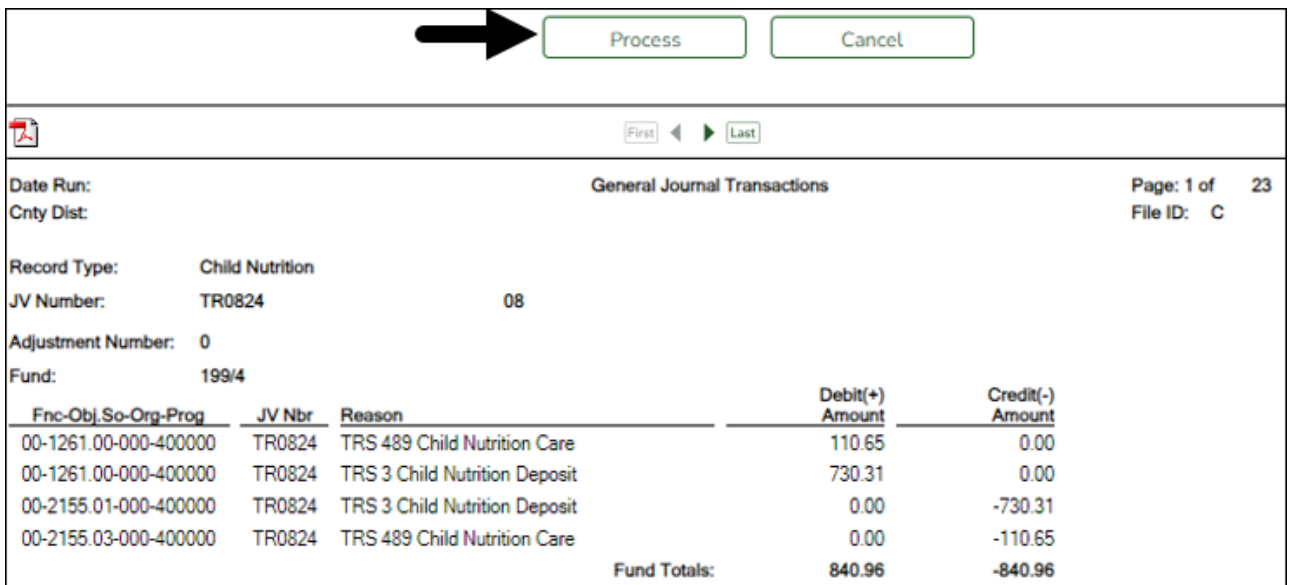 Process Cancel
First Last
Date Run: General Journal Transactions Page: 1 of 23
Cnty Dist: File ID: C
Record Type: Child Nutrition
JV Number: TR0824 08
Adjustment Number: 0
Fund: 199/4
Debit(+) Credit(-)
Fnc-Obj.So-Org-Prog JV Nbr Reason Amount Amount
00-1261.00-000-400000 TR0824 TRS 489 Child Nutrition Care 110.65 0.00
00-1261.00-000-400000 TR0824 TRS 3 Child Nutrition Deposit 730.31 0.00
00-2155.01-000-400000 TR0824 TRS 3 Child Nutrition Deposit 0.00 -730.31
00-2155.03-000-400000 TR0824 TRS 489 Child Nutrition Care 0.00 -110.65
Fund Totals: 840.96 -840.96